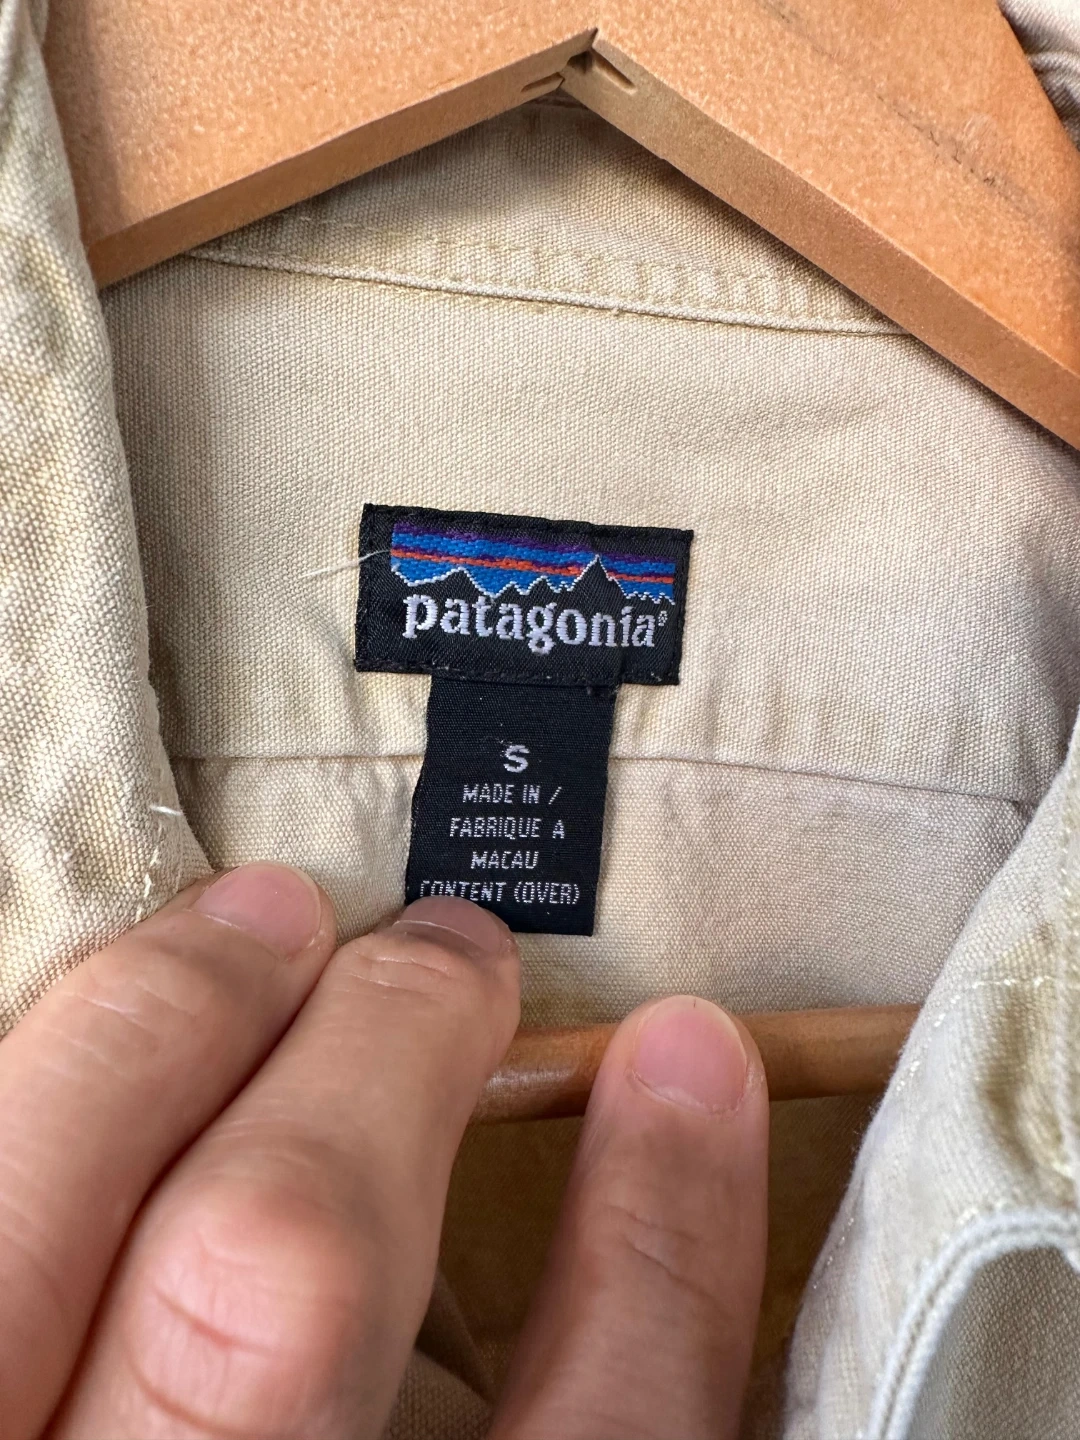 patagonia®
S
MADE IN /
FABRIQUE A
MACAU
CONTENT (OVER)